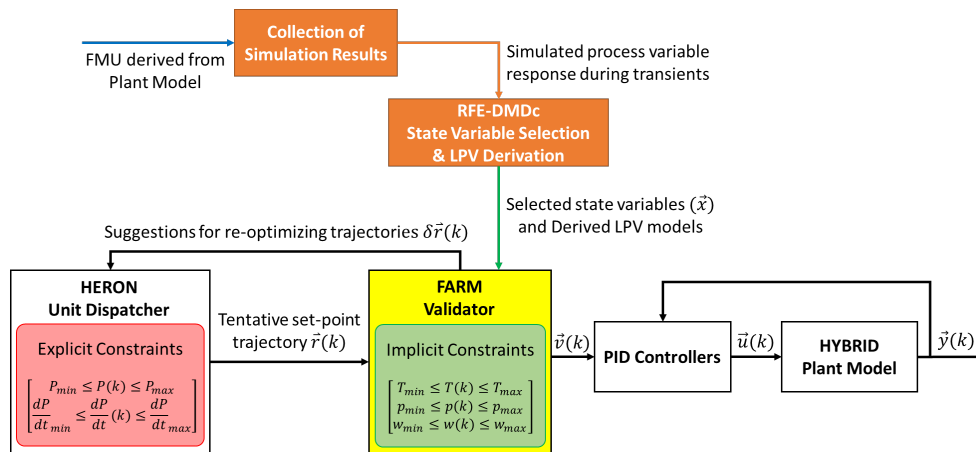 Collection of
Simulation Results
FMU derived from
Plant Model
Simulated process variable
response during transients
RFE-DMDc
State Variable Selection
& LPV Derivation
Selected state variables (x⃗)
and Derived LPV models
Suggestions for re-optimizing trajectories δr⃗(k)
HERON
Unit Dispatcher
Explicit Constraints
[P_min ≤ P(k) ≤ P_max
dP/dt_min ≤ dP/dt(k) ≤ dP/dt_max]
Tentative set-point
trajectory r⃗(k)
FARM
Validator
Implicit Constraints
[T_min ≤ T(k) ≤ T_max
p_min ≤ p(k) ≤ p_max
w_min ≤ w(k) ≤ w_max]
v⃗(k)
PID Controllers
u⃗(k)
HYBRID
Plant Model
y⃗(k)